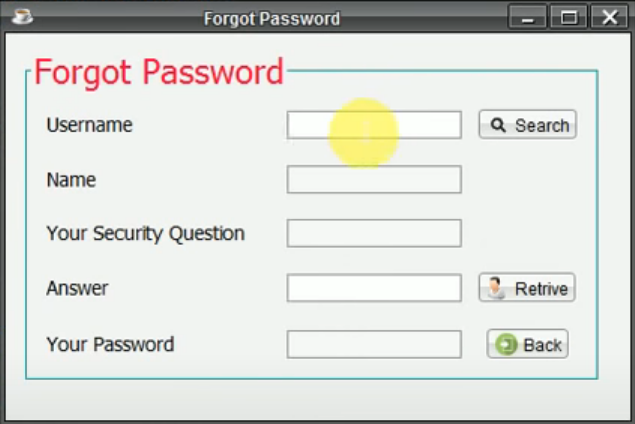 Forgot Password
Forgot Password
Username
Search
Name
Your Security Question
Answer
Retrive
Your Password
Back